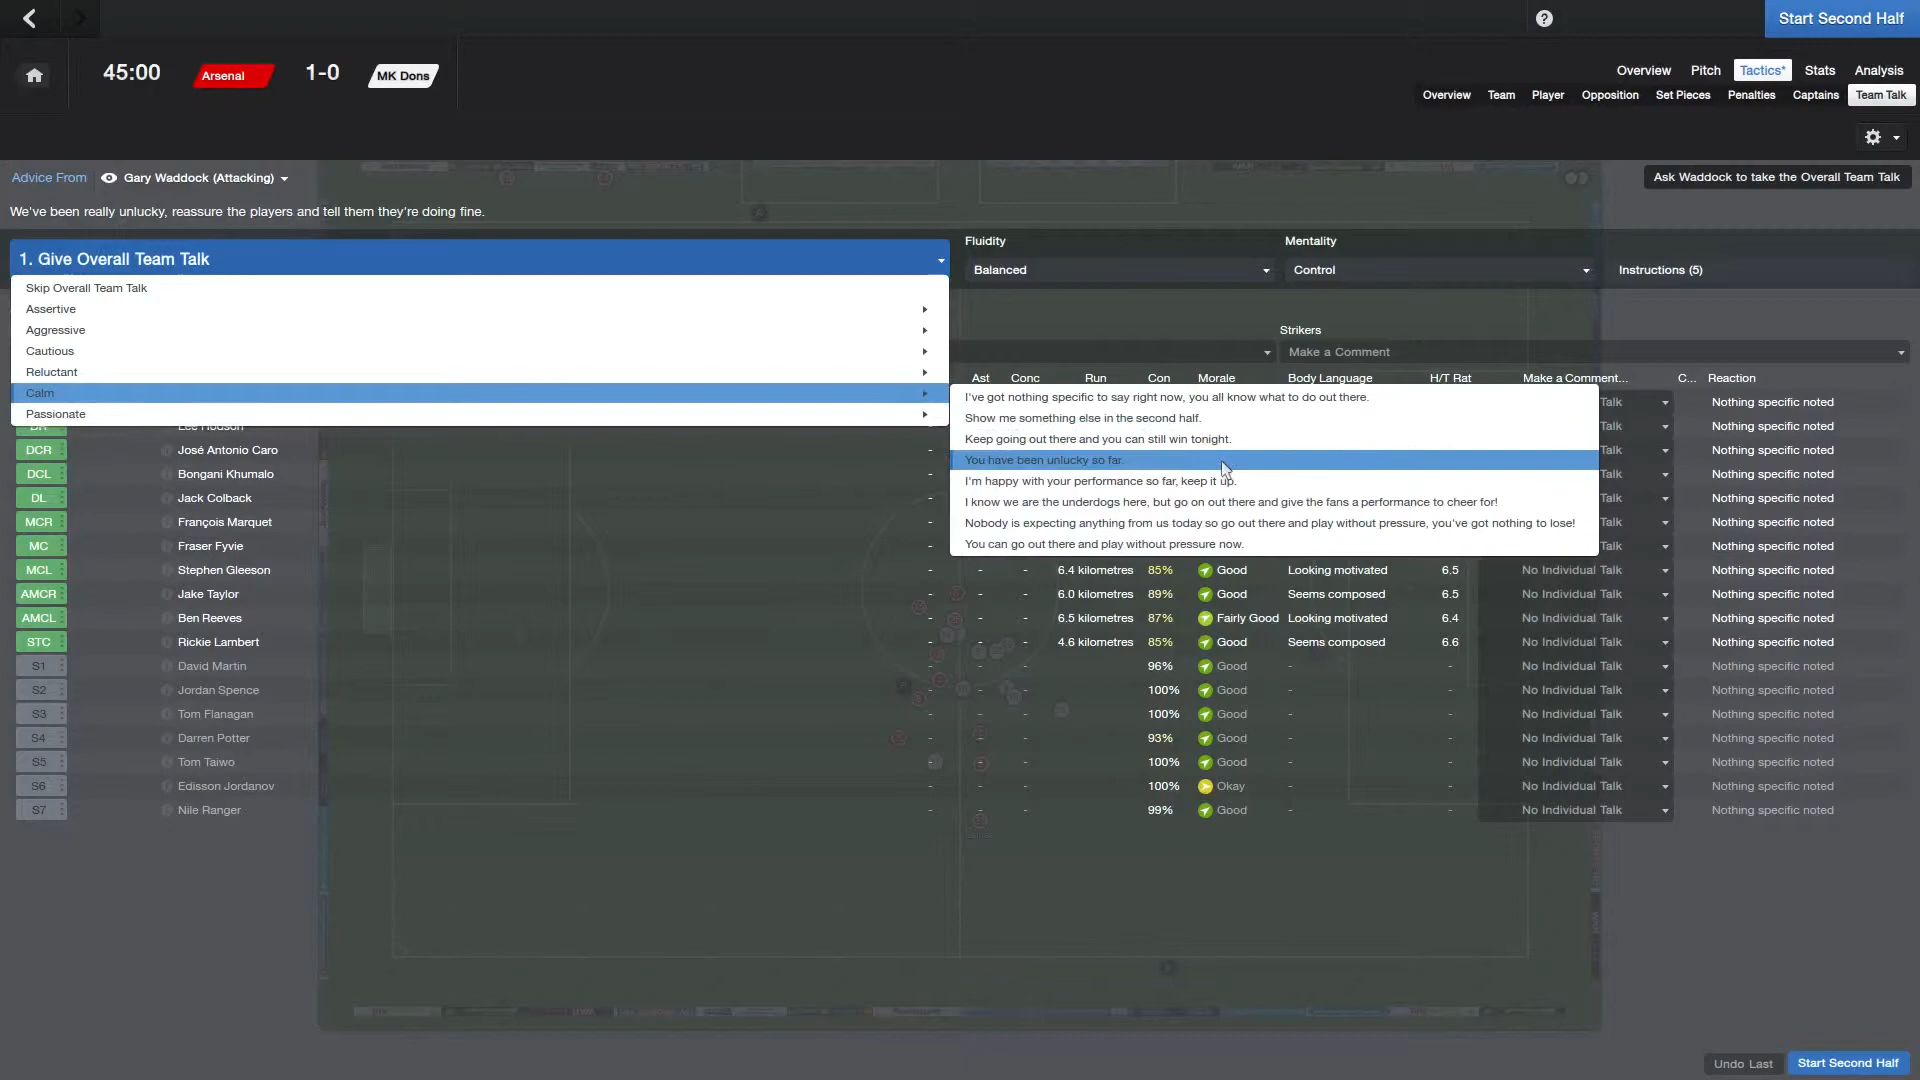 Start Second Half
45:00 Arsenal 1-0 MK Dons
Overview Pitch Tactics* Stats Analysis
Overview Team Player Opposition Set Pieces Penalties Captains Team Talk
Advice From Gary Waddock (Attacking) Ask Waddock to take the Overall Team Talk
We've been really unlucky, reassure the players and tell them they're doing fine.
Fluidity Mentality
1. Give Overall Team Talk Balanced Control Instructions (5)
Skip Overall Team Talk
Assertive
Aggressive Strikers
Cautious Make a Comment
Reluctant
Ast Conc Run Con Morale Body Language H/T Rat Make a Comment... C... Reaction
Calm
I've got nothing specific to say right now, you all know what to do out there. Talk Nothing specific noted
Passionate
Show me something else in the second half.
DR Lee Hodson Talk Nothing specific noted
Keep going out there and you can still win tonight.
DCR José Antonio Caro - Talk Nothing specific noted
You have been unlucky so far.
DCL Bongani Khumalo - Talk Nothing specific noted
I'm happy with your performance so far, keep it up.
DL Jack Colback - Talk Nothing specific noted
I know we are the underdogs here, but go on out there and give the fans a performance to cheer for!
MCR François Marquet - Talk Nothing specific noted
Nobody is expecting anything from us today so go out there and play without pressure, you've got nothing to lose!
MC Fraser Fyvie - Talk Nothing specific noted
You can go out there and play without pressure now.
MCL Stephen Gleeson - - - 6.4 kilometres 85% Good Looking motivated 6.5 No Individual Talk Nothing specific noted
AMCR Jake Taylor - - - 6.0 kilometres 89% Good Seems composed 6.5 No Individual Talk Nothing specific noted
AMCL Ben Reeves - - - 6.5 kilometres 87% Fairly Good Looking motivated 6.4 No Individual Talk Nothing specific noted
STC Rickie Lambert - - - 4.6 kilometres 85% Good Seems composed 6.6 No Individual Talk Nothing specific noted
S1 David Martin - - - 96% Good - - No Individual Talk Nothing specific noted
S2 Jordan Spence - - - 100% Good - - No Individual Talk Nothing specific noted
S3 Tom Flanagan - - - 100% Good - - No Individual Talk Nothing specific noted
S4 Darren Potter - - - 93% Good - - No Individual Talk Nothing specific noted
S5 Tom Taiwo - - - 100% Good - - No Individual Talk Nothing specific noted
S6 Edisson Jordanov - - - 100% Okay - - No Individual Talk Nothing specific noted
S7 Nile Ranger - - - 99% Good - - No Individual Talk Nothing specific noted
Undo Last Start Second Half